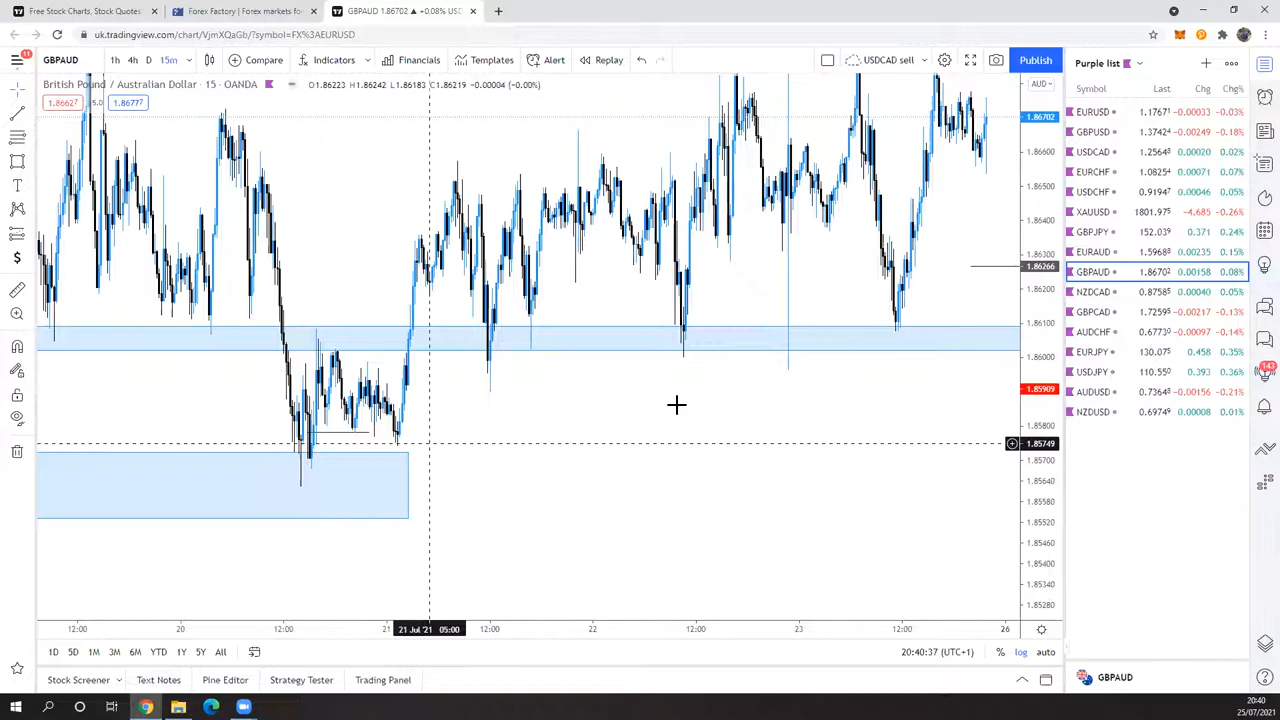 Free Stock Charts, Stock Quotes
Forex Factory | Forex markets fo
GBPAUD 1.86702 ▲ +0.08% USD
uk.tradingview.com/chart/VjmXQaGb/?symbol=FX%3AEURUSD
11
GBPAUD
1h 4h D 15m
Compare
Indicators
Financials
Templates
Alert
Replay
USDCAD sell
Publish
British Pound / Australian Dollar · 15 · OANDA
O1.86223 H1.86242 L1.86183 C1.86219 −0.00004 (−0.00%)
1.86627 15.0 1.86777
AUD
1.86702
1.86600
1.86500
1.86400
1.86300
1.86266
1.86200
1.86100
1.86000
1.85909
1.85800
1.85749
1.85700
1.85640
1.85580
1.85520
1.85460
1.85400
1.85340
1.85280
12:00 20 12:00 21 21 Jul '21 05:00 12:00 22 12:00 23 12:00 26
1D 5D 1M 3M 6M YTD 1Y 5Y All
20:40:37 (UTC+1) % log auto
Stock Screener Text Notes Pine Editor Strategy Tester Trading Panel
Purple list
Symbol Last Chg Chg%
EURUSD 1.17671 -0.00033 -0.03%
GBPUSD 1.37424 -0.00249 -0.18%
USDCAD 1.25648 0.00020 0.02%
EURCHF 1.08254 0.00071 0.07%
USDCHF 0.91947 0.00046 0.05%
XAUUSD 1801.975 -4.685 -0.26%
GBPJPY 152.039 0.371 0.24%
EURAUD 1.59688 0.00235 0.15%
GBPAUD 1.86702 0.00158 0.08%
NZDCAD 0.87585 0.00040 0.05%
GBPCAD 1.72595 -0.00217 -0.13%
AUDCHF 0.67730 -0.00097 -0.14%
EURJPY 130.075 0.458 0.35%
USDJPY 110.550 0.393 0.36%
AUDUSD 0.73648 -0.00156 -0.21%
NZDUSD 0.69749 0.00008 0.01%
143
GBPAUD
20:40
25/07/2021